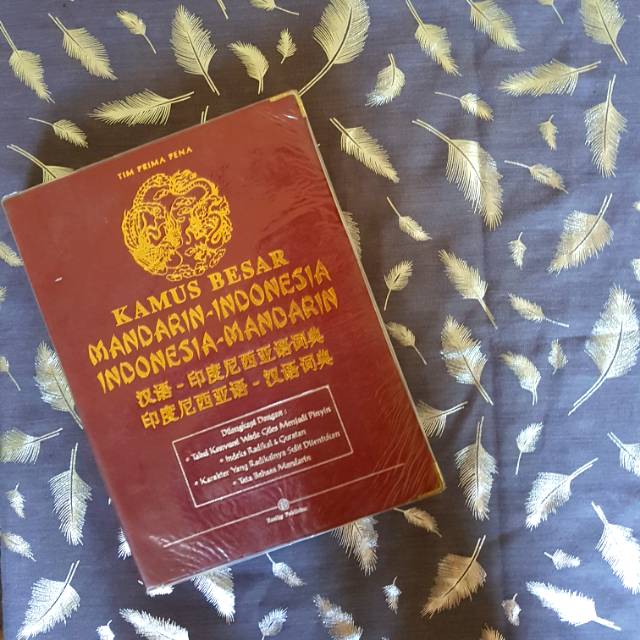 TIM PRIMA PENA
KAMUS BESAR
MANDARIN-INDONESIA
INDONESIA-MANDARIN
汉语 - 印度尼西亚语词典
印度尼西亚语 - 汉语词典
Dilengkapi Dengan :
• Tabel Konversi Wade Giles Menjadi Pinyin
• Indeks Radikal & Goresan
• Karakter Yang Radikalnya Sulit Ditentukan
• Tata Bahasa Mandarin